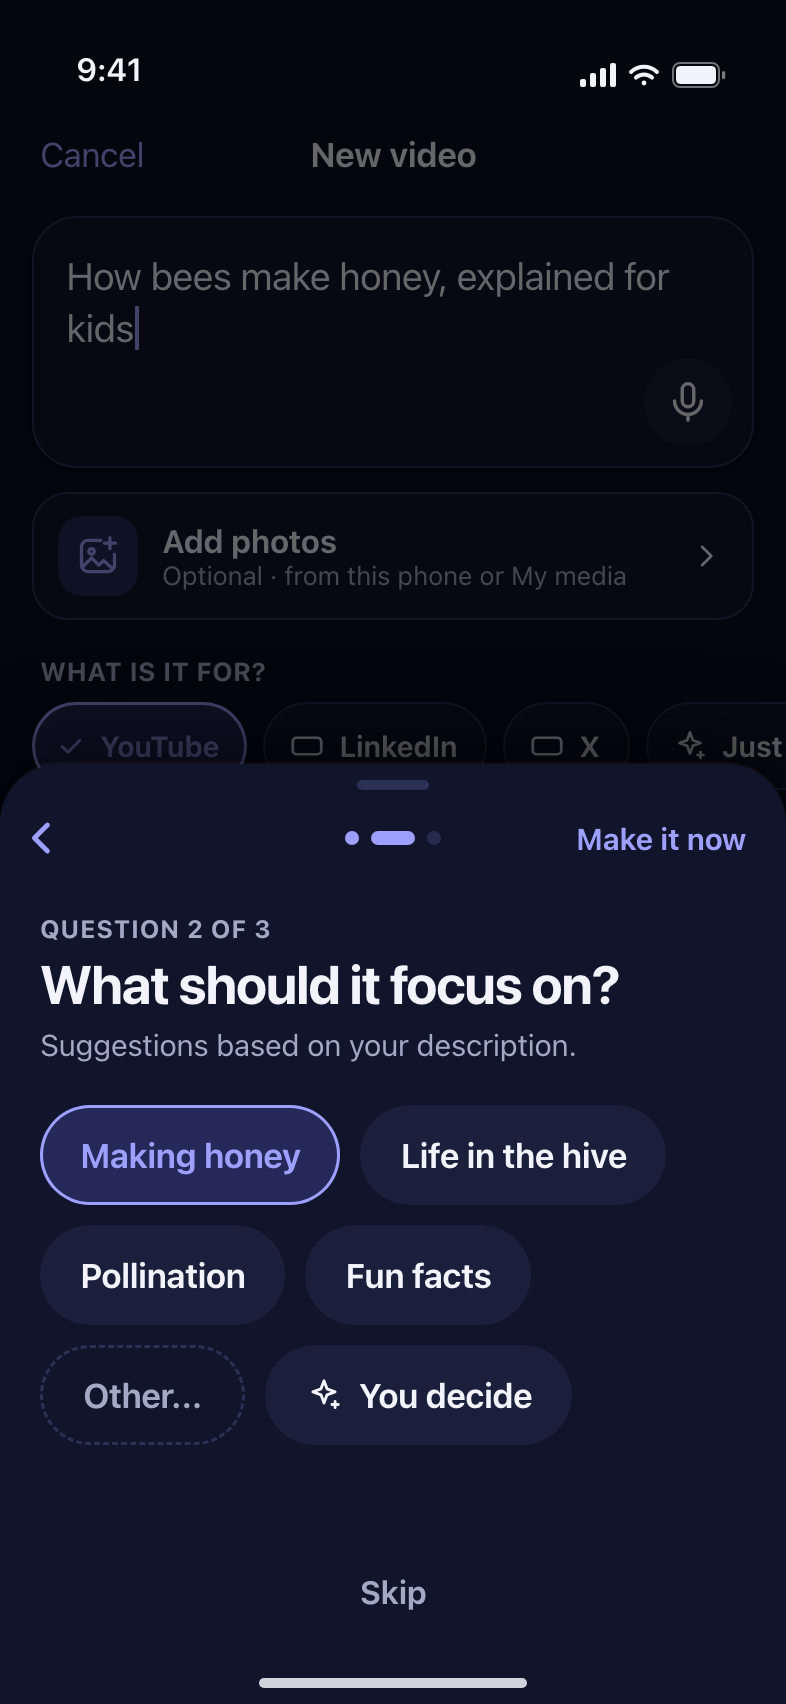 9:41
Cancel
New video
How bees make honey, explained for
kids
Add photos
Optional · from this phone or My media
WHAT IS IT FOR?
YouTube
LinkedIn
X
Just
Make it now
QUESTION 2 OF 3
What should it focus on?
Suggestions based on your description.
Making honey
Life in the hive
Pollination
Fun facts
Other...
You decide
Skip